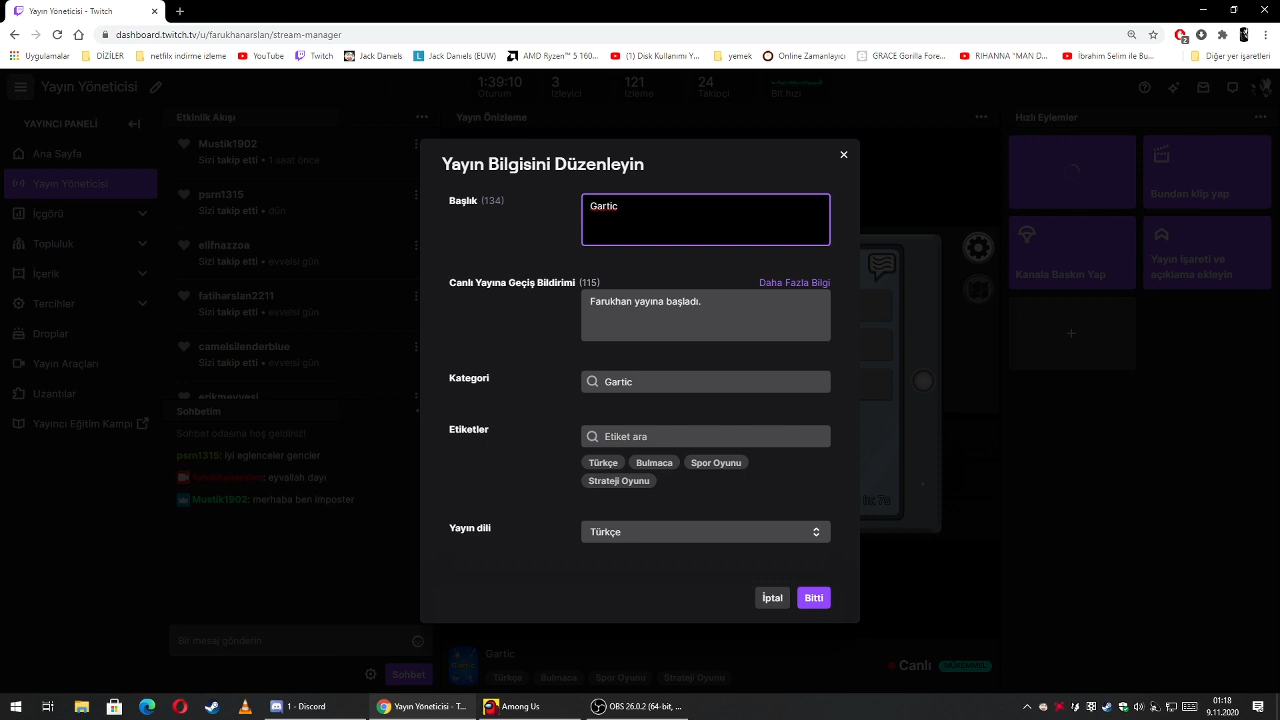 Yayın Yöneticisi - Twitch
dashboard.twitch.tv/u/farukhanarslan/stream-manager
2
Uygulamalar
DİZİLER
netflix indirme izleme
YouTube
Twitch
Jack Daniels
Jack Daniels ile BUW...
AMD Ryzen™ 5 160...
(1) Disk Kullanımı Y...
yemek
Online Zamanlayıcı
GRACE Gorilla Resm...
RIHANNA "MAN D...
İbrahim Selim ile Bu...
Diğer yer işaretleri
Yayın Yöneticisi
1:39:10
Oturum
3
İzleyici
121
İzleme
24
Takipçi
Bit hızı
YAYINCI PANELİ
Ana Sayfa
Yayın Yöneticisi
İçgörü
Topluluk
İçerik
Tercihler
Droplar
Yayın Araçları
Uzantılar
Yayıncı Eğitim Kampı
Etkinlik Akışı
Mustik1902
Sizi takip etti • 1 saat önce
psrn1315
Sizi takip etti • dün
elifnazzoa
Sizi takip etti • evvelsi gün
fatiharslan2211
Sizi takip etti • evvelsi gün
camelsilenderblue
Sizi takip etti • evvelsi gün
erikmeyvesi
Sohbetim
Sohbet odasına hoş geldiniz!
psrn1315: iyi eglenceler gencler
: eyvallah dayı
Mustik1902: merhaba ben imposter
Bir mesaj gönderin
Sohbet
Yayın Önizleme
Yayın Bilgisini Düzenleyin
Başlık (134)
Gartic
Canlı Yayına Geçiş Bildirimi (115)
Daha Fazla Bilgi
Farukhan yayına başladı.
Kategori
Gartic
Etiketler
Etiket ara
Türkçe
Bulmaca
Spor Oyunu
Strateji Oyunu
Yayın dili
Türkçe
İptal
Bitti
Gartic
Türkçe
Bulmaca
Spor Oyunu
Strateji Oyunu
Canlı
MÜKEMMEL
Hızlı Eylemler
Bundan klip yap
Kanala Baskın Yap
Yayın işareti ve
açıklama ekleyin
1 - Discord
Yayın Yöneticisi - T...
Among Us
OBS 26.0.2 (64-bit, ...
01:18
9.11.2020